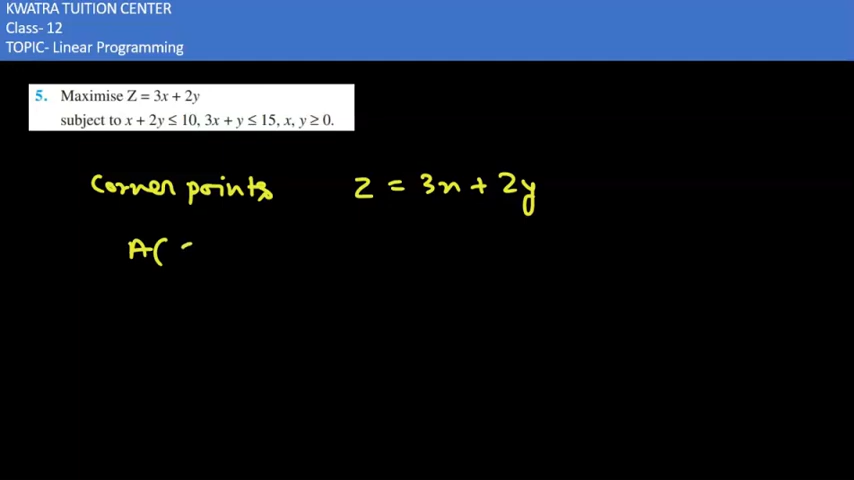 KWATRA TUITION CENTER
Class- 12
TOPIC- Linear Programming
5. Maximise Z = 3x + 2y
subject to x + 2y ≤ 10, 3x + y ≤ 15, x, y ≥ 0.
Corner points Z = 3x + 2y
A(